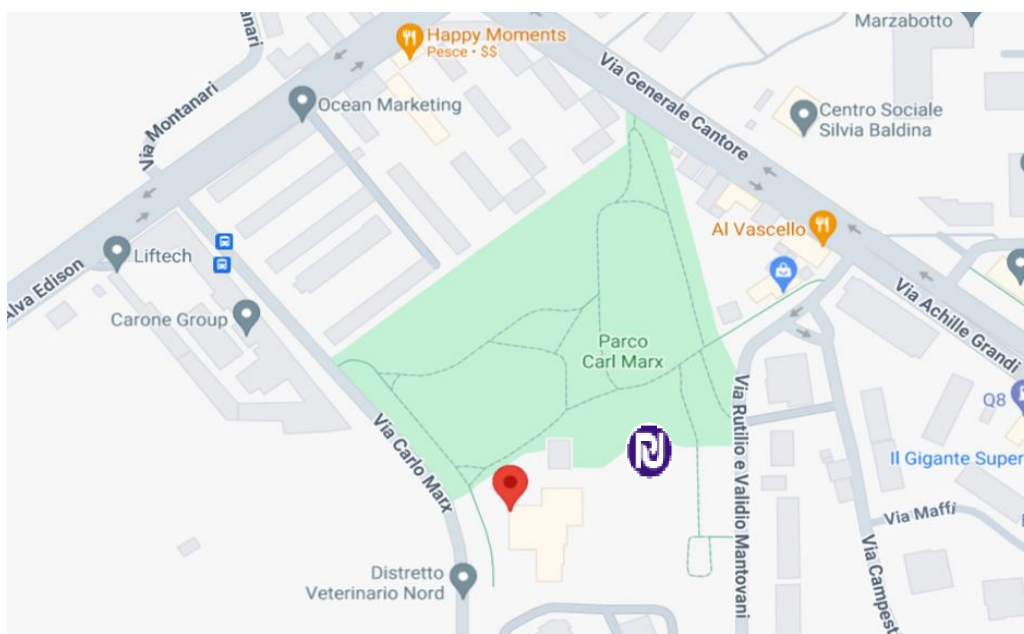 anari
Marzabotto
Happy Moments
Pesce • $$
Via Generale Cantore
Ocean Marketing
Centro Sociale
Silvia Baldina
Via Montanari
Al Vascello
Liftech
Alva Edison
Carone Group
Via Achille Grandi
Parco
Carl Marx
Q8
Via Rutilio e Validio Mantovani
Via Carlo Marx
Il Gigante Super
Via Maffi
Via Campest
Distretto
Veterinario Nord